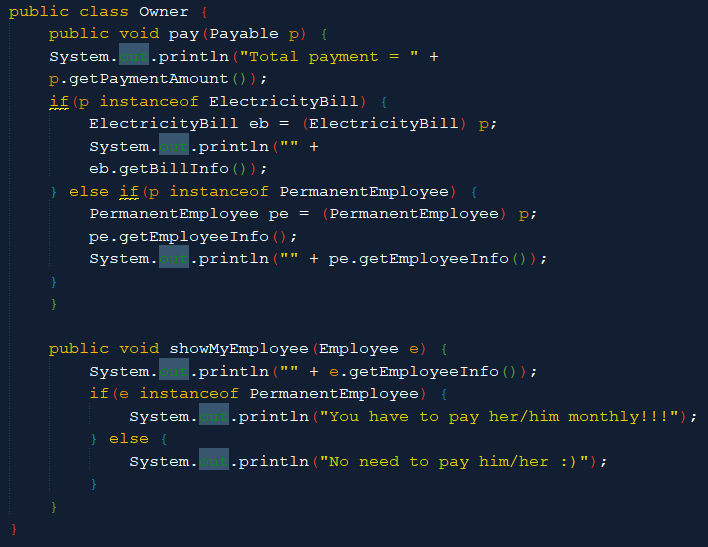 public class Owner {
    public void pay(Payable p) {
    System.out.println("Total payment = " +
    p.getPaymentAmount());
    if(p instanceof ElectricityBill) {
        ElectricityBill eb = (ElectricityBill) p;
        System.out.println("" +
        eb.getBillInfo());
    } else if(p instanceof PermanentEmployee) {
        PermanentEmployee pe = (PermanentEmployee) p;
        pe.getEmployeeInfo();
        System.out.println("" + pe.getEmployeeInfo());
    }
    }

    public void showMyEmployee(Employee e) {
        System.out.println("" + e.getEmployeeInfo());
        if(e instanceof PermanentEmployee) {
            System.out.println("You have to pay her/him monthly!!!");
        } else {
            System.out.println("No need to pay him/her :)");
        }
    }
}